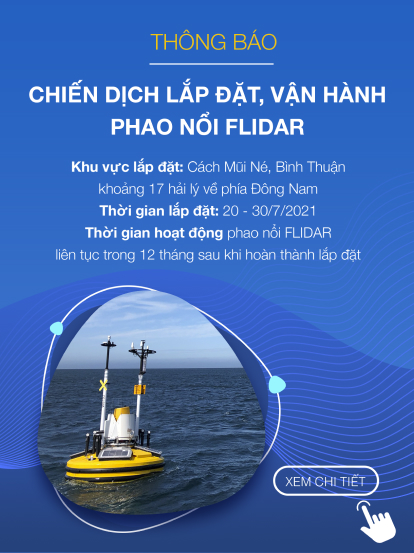 THÔNG BÁO
CHIẾN DỊCH LẮP ĐẶT, VẬN HÀNH
PHAO NỔI FLIDAR
Khu vực lắp đặt: Cách Mũi Né, Bình Thuận
khoảng 17 hải lý về phía Đông Nam
Thời gian lắp đặt: 20 - 30/7/2021
Thời gian hoạt động phao nổi FLIDAR
liên tục trong 12 tháng sau khi hoàn thành lắp đặt
XEM CHI TIẾT